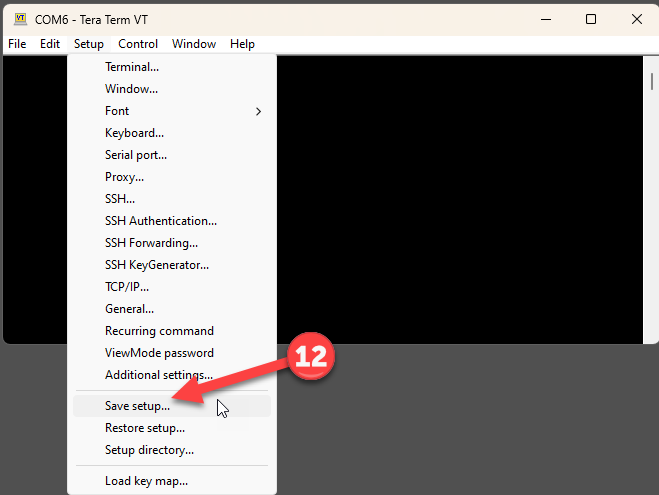 VT
COM6 - Tera Term VT
File Edit Setup Control Window Help
Terminal...
Window...
Font
Keyboard...
Serial port...
Proxy...
SSH...
SSH Authentication...
SSH Forwarding...
SSH KeyGenerator...
TCP/IP...
General...
Recurring command
ViewMode password
Additional settings...
12
Save setup...
Restore setup...
Setup directory...
Load key map...